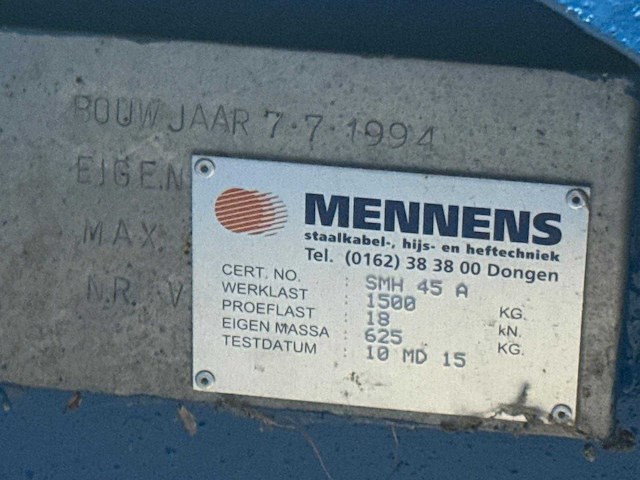 BOUWJAAR 7.7.1994
EIGEN
MAX
NR. V
MENNENS
staalkabel-, hijs- en heftechniek
Tel. (0162) 38 38 00 Dongen
CERT. NO. : SMH 45 A
WERKLAST : 1500 KG.
PROEFLAST : 18 kN.
EIGEN MASSA : 625 KG.
TESTDATUM : 10 MD 15